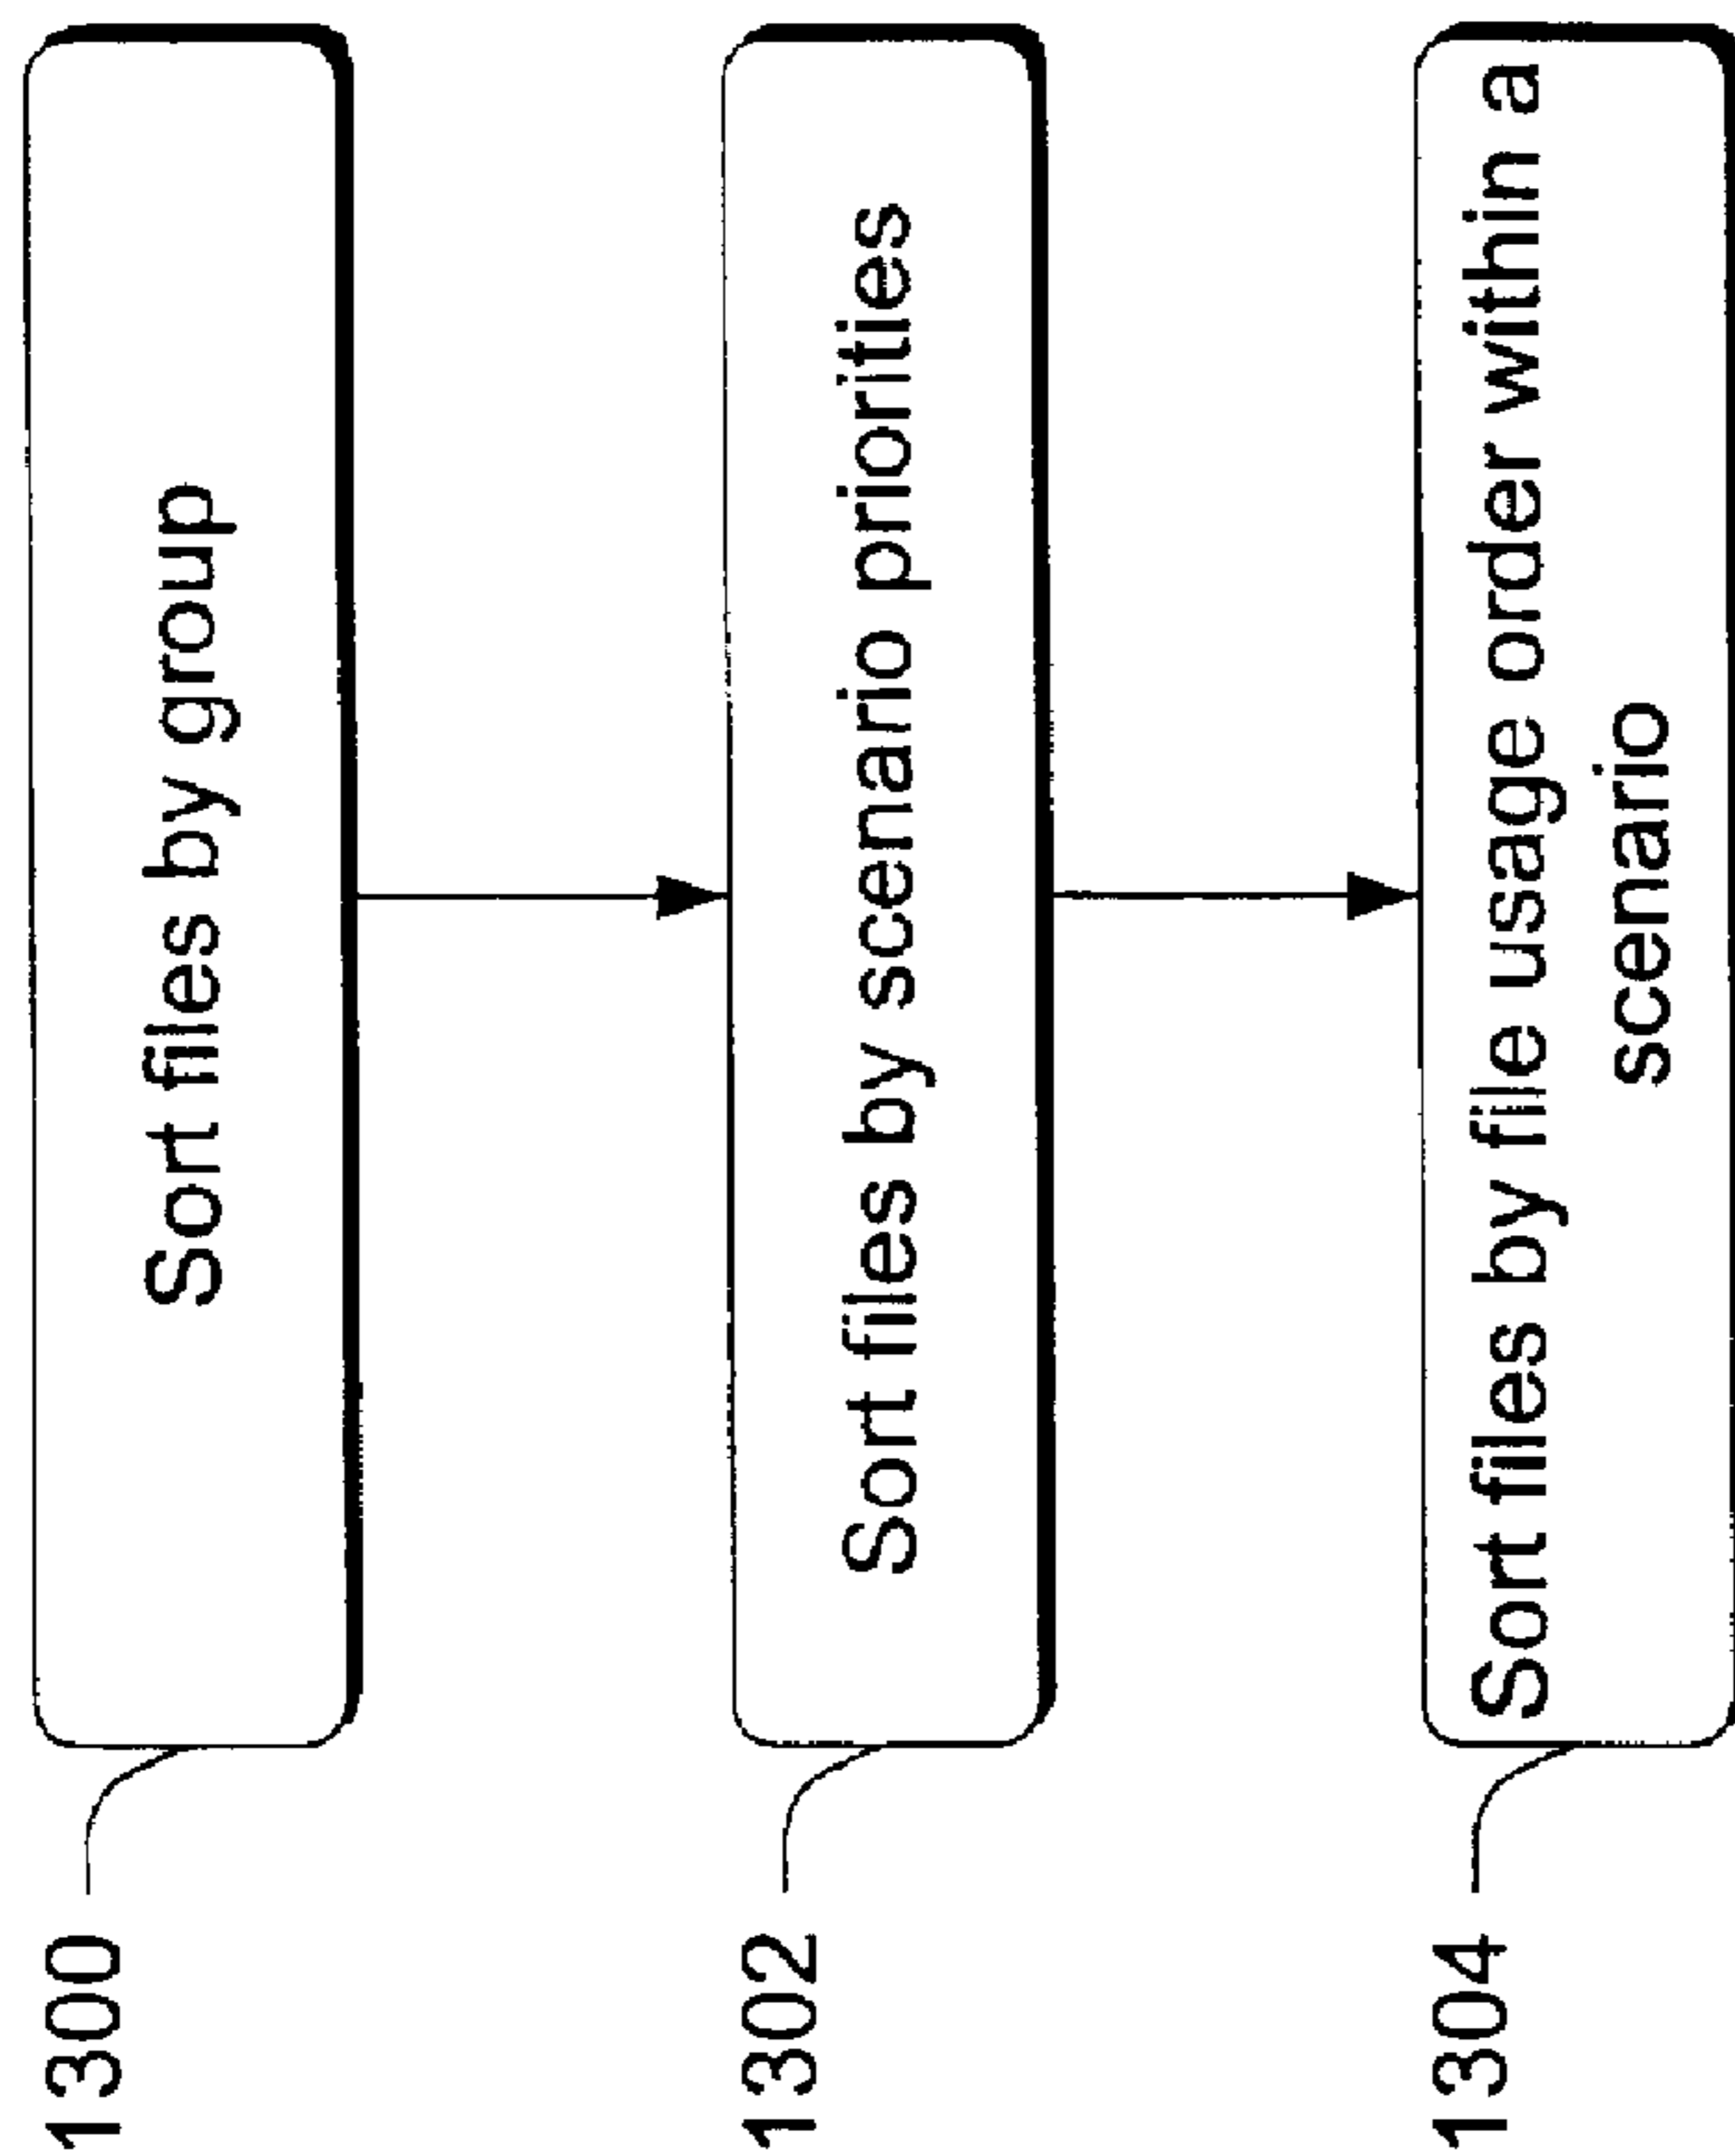 1300
Sort files by group
1302
Sort files by scenario priorities
1304
Sort files by file usage order within a
scenario